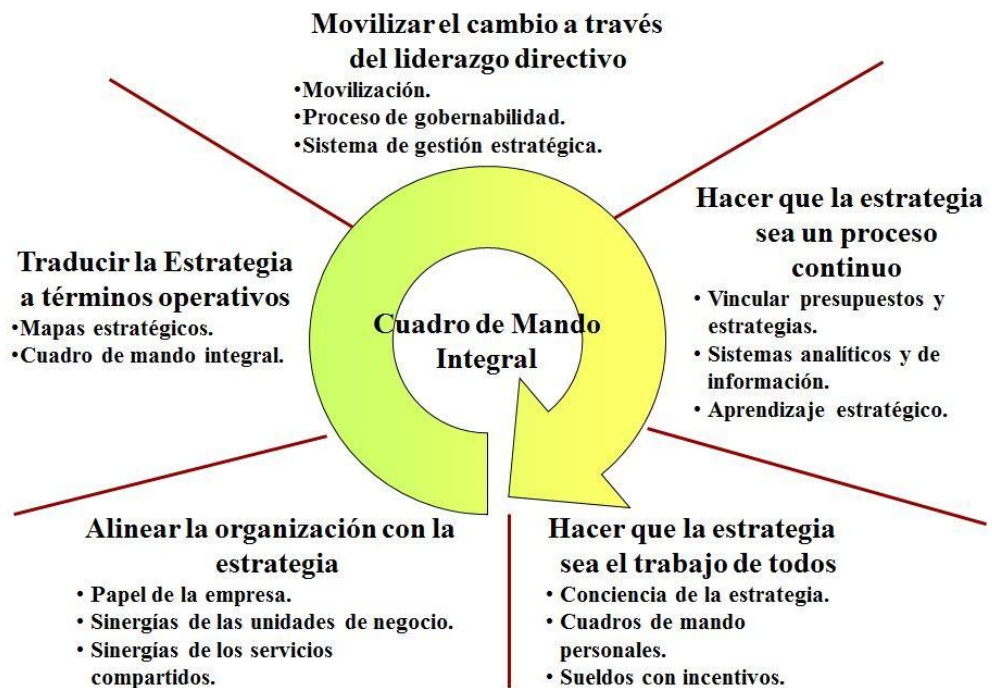 Movilizar el cambio a través
del liderazgo directivo
•Movilización.
•Proceso de gobernabilidad.
•Sistema de gestión estratégica.
Hacer que la estrategia
sea un proceso
continuo
• Vincular presupuestos y
estrategias.
• Sistemas analíticos y de
información.
• Aprendizaje estratégico.
Traducir la Estrategia
a términos operativos
•Mapas estratégicos.
•Cuadro de mando integral.
Cuadro de Mando
Integral
Alinear la organización con la
estrategia
• Papel de la empresa.
• Sinergías de las unidades de negocio.
• Sinergías de los servicios
compartidos.
Hacer que la estrategia
sea el trabajo de todos
• Conciencia de la estrategia.
• Cuadros de mando
personales.
• Sueldos con incentivos.